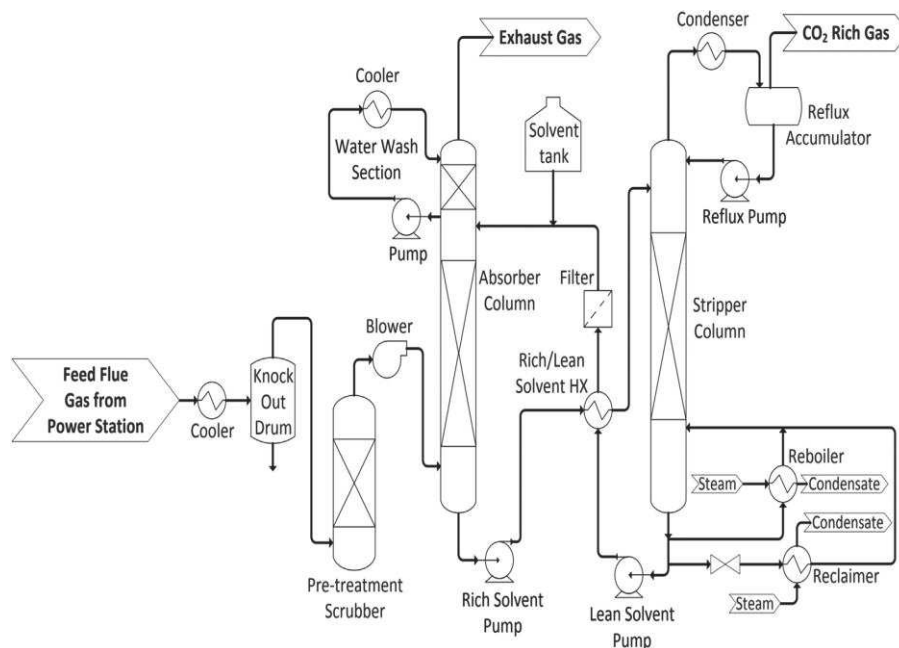 Exhaust Gas
Condenser
CO₂ Rich Gas
Cooler
Water Wash
Section
Solvent
tank
Reflux
Accumulator
Pump
Reflux Pump
Absorber
Column
Filter
Stripper
Column
Blower
Rich/Lean
Solvent HX
Feed Flue
Gas from
Power Station
Cooler
Knock
Out
Drum
Reboiler
Steam
Condensate
Condensate
Pre-treatment
Scrubber
Rich Solvent
Pump
Lean Solvent
Pump
Reclaimer
Steam